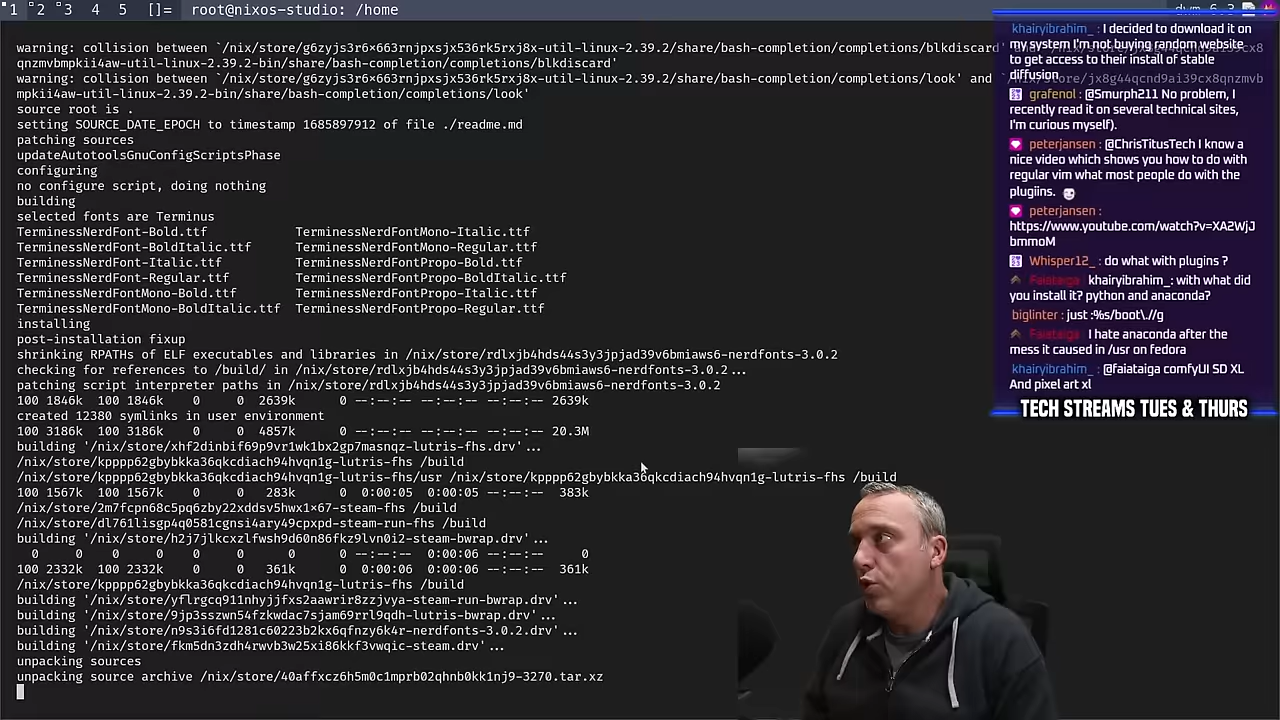 1 2 3 4 5 []= root@nixos-studio: /home
dwm-6.3
warning: collision between `/nix/store/g6zyjs3r6x663rnjpxsjx536rk5rxj8x-util-linux-2.39.2/share/bash-completion/completions/blkdiscard'
qnzmvbmpkii4aw-util-linux-2.39.2-bin/share/bash-completion/completions/blkdiscard'
warning: collision between `/nix/store/g6zyjs3r6x663rnjpxsjx536rk5rxj8x-util-linux-2.39.2/share/bash-completion/completions/look' and `/nix/store/jx8g44qcnd9ai39cx8qnzmvb
mpkii4aw-util-linux-2.39.2-bin/share/bash-completion/completions/look'
source root is .
setting SOURCE_DATE_EPOCH to timestamp 1685897912 of file ./readme.md
patching sources
updateAutotoolsGnuConfigScriptsPhase
configuring
no configure script, doing nothing
building
selected fonts are Terminus
TerminessNerdFont-Bold.ttf TerminessNerdFontMono-Italic.ttf
TerminessNerdFont-BoldItalic.ttf TerminessNerdFontMono-Regular.ttf
TerminessNerdFont-Italic.ttf TerminessNerdFontPropo-Bold.ttf
TerminessNerdFont-Regular.ttf TerminessNerdFontPropo-BoldItalic.ttf
TerminessNerdFontMono-Bold.ttf TerminessNerdFontPropo-Italic.ttf
TerminessNerdFontMono-BoldItalic.ttf TerminessNerdFontPropo-Regular.ttf
installing
post-installation fixup
shrinking RPATHs of ELF executables and libraries in /nix/store/rdlxjb4hds44s3y3jpjad39v6bmiaws6-nerdfonts-3.0.2
checking for references to /build/ in /nix/store/rdlxjb4hds44s3y3jpjad39v6bmiaws6-nerdfonts-3.0.2...
patching script interpreter paths in /nix/store/rdlxjb4hds44s3y3jpjad39v6bmiaws6-nerdfonts-3.0.2
100 1846k 100 1846k 0 0 2639k 0 --:--:-- --:--:-- --:--:-- 2639k
created 12380 symlinks in user environment
100 3186k 100 3186k 0 0 4857k 0 --:--:-- --:--:-- --:--:-- 20.3M
building '/nix/store/xhf2dinbif69p9vr1wk1bx2gp7masnqz-lutris-fhs.drv'...
/nix/store/kpppp62gbybkka36qkcdiach94hvqn1g-lutris-fhs /build
/nix/store/kpppp62gbybkka36qkcdiach94hvqn1g-lutris-fhs/usr /nix/store/kpppp62gbybkka36qkcdiach94hvqn1g-lutris-fhs /build
100 1567k 100 1567k 0 0 283k 0 0:00:05 0:00:05 --:--:-- 383k
/nix/store/2m7fcpn68c5pq6zby22xddsv5hwx1x67-steam-fhs /build
/nix/store/dl761lisgp4q0581cgnsi4ary49cpxpd-steam-run-fhs /build
building '/nix/store/h2j7jlkcxzlfwsh9d60n86fkz9lvn0i2-steam-bwrap.drv'...
0 0 0 0 0 0 0 0 --:--:-- 0:00:06 --:--:-- 0
100 2332k 100 2332k 0 0 361k 0 0:00:06 0:00:06 --:--:-- 361k
/nix/store/kpppp62gbybkka36qkcdiach94hvqn1g-lutris-fhs /build
building '/nix/store/yflrgcq911nhyjjfxs2aawrir8zzjvya-steam-run-bwrap.drv'...
building '/nix/store/9jp3sszwn54fzkwdac7sjam69rrl9qdh-lutris-bwrap.drv'...
building '/nix/store/n9s3i6fd1281c60223b2kx6qfnzy6k4r-nerdfonts-3.0.2.drv'...
building '/nix/store/fkm5dn3zdh4rwvb3w25xi86kkf3vwqic-steam.drv'...
unpacking sources
unpacking source archive /nix/store/40affxcz6h5m0c1mprb02qhnb0kk1nj9-3270.tar.xz
khairyibrahim_ : I decided to download it on
my system I'm not buying random website
to get access to their install of stable
diffusion
grafenol : @Smurph211 No problem, I
recently read it on several technical sites,
I'm curious myself).
peterjansen : @ChrisTitusTech I know a
nice video which shows you how to do with
regular vim what most people do with the
plugiins.
peterjansen :
https://www.youtube.com/watch?v=XA2WjJ
bmmoM
Whisper12_ : do what with plugins ?
Faiataiga : khairyibrahim_: with what did
you install it? python and anaconda?
biglinter : just :%s/boot\.//g
Faiataiga : I hate anaconda after the
mess it caused in /usr on fedora
khairyibrahim_ : @faiataiga comfyUI SD XL
And pixel art xl
TECH STREAMS TUES & THURS